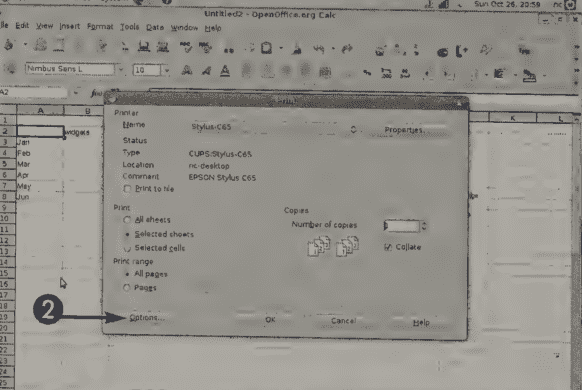 Sun Oct 26, 20:59 nc
Untitled2 - OpenOffice.org Calc
File Edit View Insert Format Tools Data Window Help
Nimbus Sans L 10
A2
A B K L
1
2 widgets
3 Jan
4 Feb
5 Mar
6 Apr
7 May
8 Jun
9
10
11
12
13
14
15
16
17
18
19
20
21
22
23
Printer
Name Stylus-C65 Properties...
Status
Type CUPS:Stylus-C65
Location nc-desktop
Comment EPSON Stylus C65
Print to file
Print
All sheets
Selected sheets
Selected cells
Print range
All pages
Pages
Copies
Number of copies
Collate
2
Options... OK Cancel Help